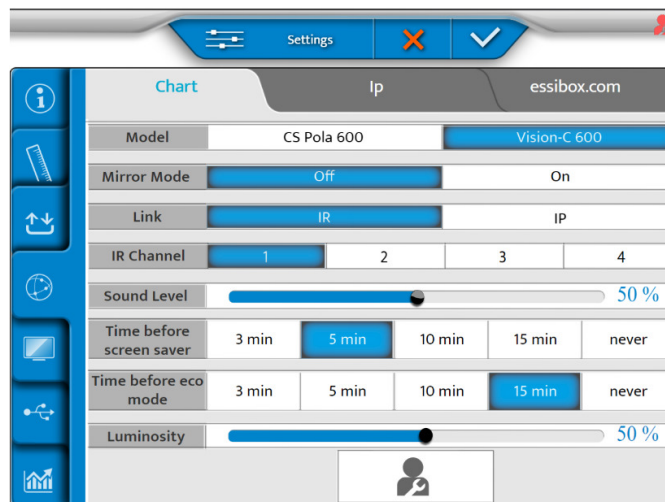 Settings
Chart Ip essibox.com
Model CS Pola 600 Vision-C 600
Mirror Mode Off On
Link IR IP
IR Channel 1 2 3 4
Sound Level 50 %
Time before
screen saver 3 min 5 min 10 min 15 min never
Time before eco
mode 3 min 5 min 10 min 15 min never
Luminosity 50 %